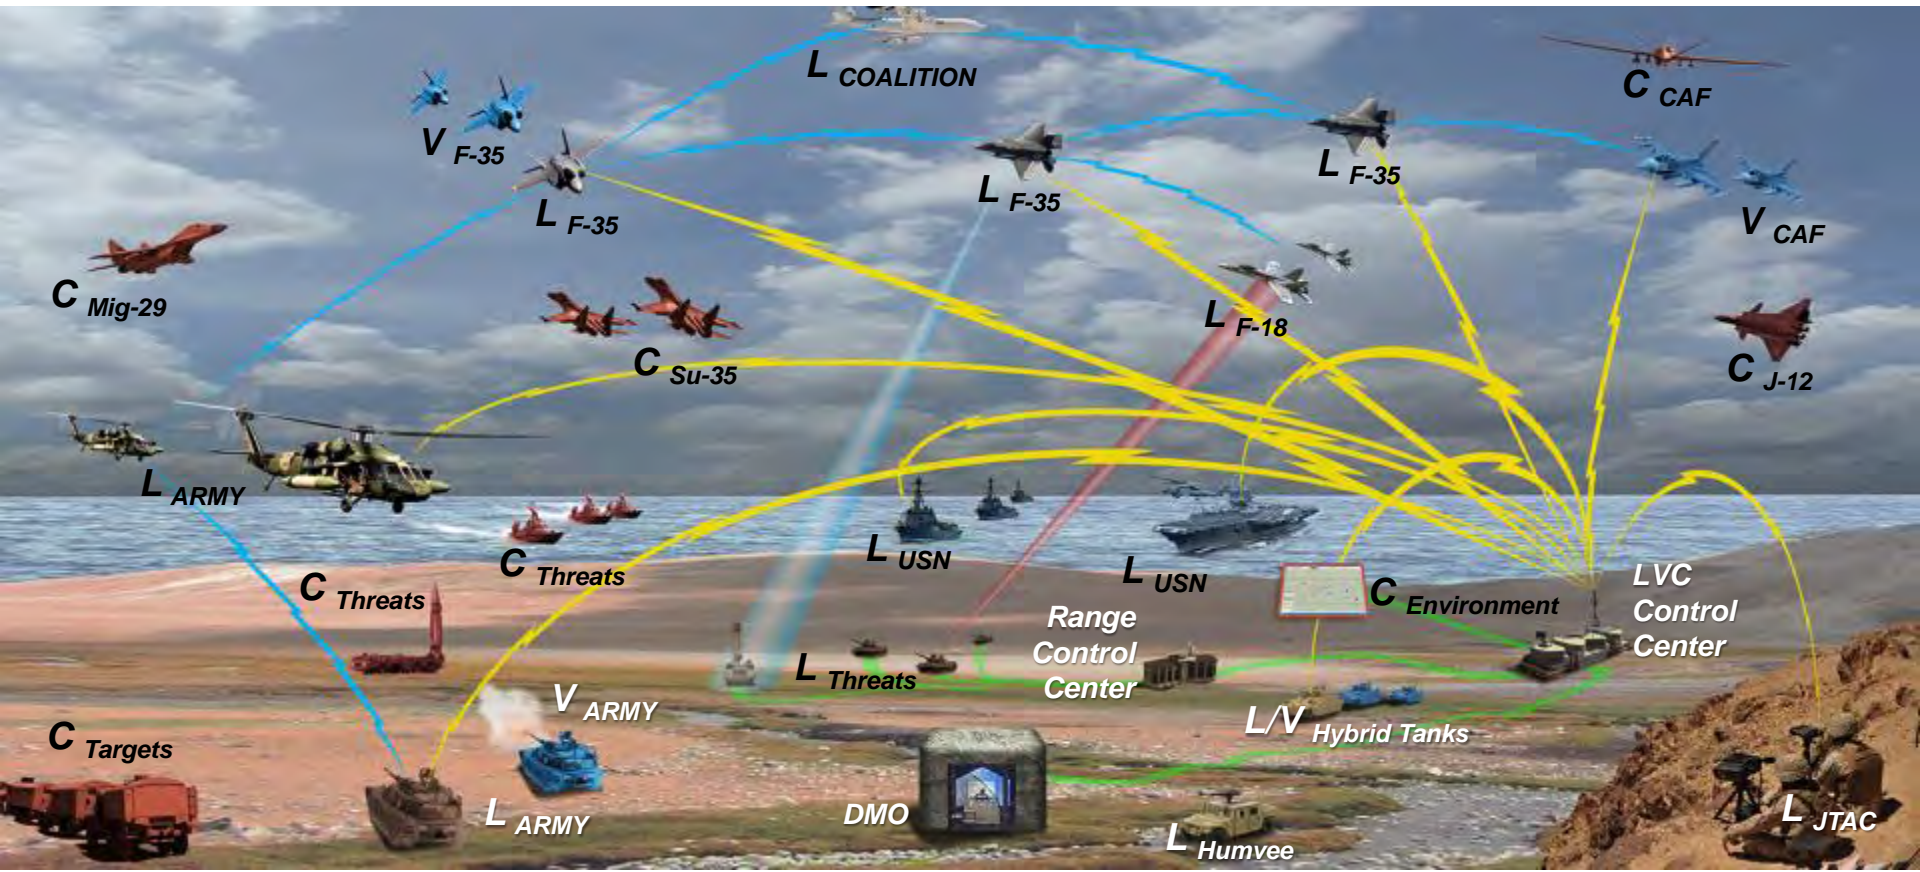 L COALITION
C CAF
V F-35
L F-35
L F-35
L F-35
V CAF
C Mig-29
L F-18
C Su-35
C J-12
L ARMY
L USN
L USN
C Threats
C Threats
C Environment
LVC
Control
Center
Range
Control
Center
L Threats
V ARMY
L/V Hybrid Tanks
C Targets
L ARMY
DMO
L Humvee
L JTAC